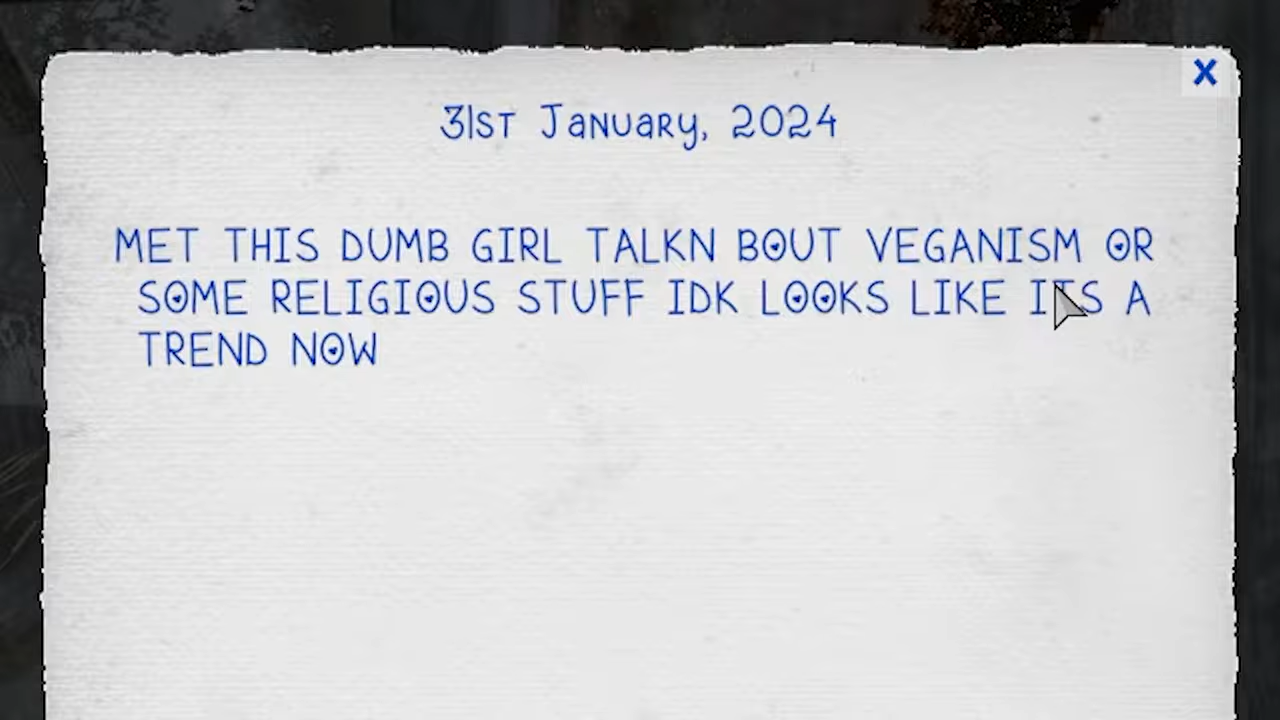 X
31ST January, 2024
MET THIS DUMB GIRL TALKN BOUT VEGANISM OR
SOME RELIGIOUS STUFF IDK LOOKS LIKE ITS A
TREND NOW